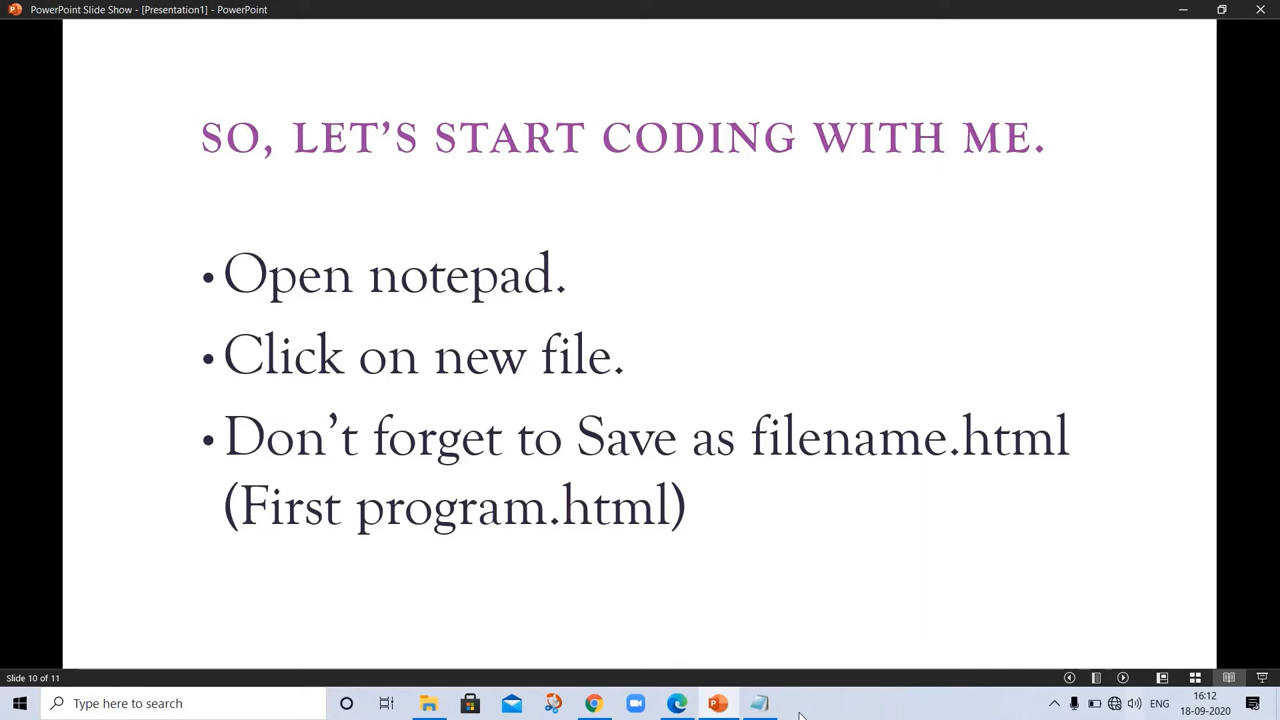 PowerPoint Slide Show - [Presentation1] - PowerPoint
SO, LET’S START CODING WITH ME.
• Open notepad.
• Click on new file.
• Don’t forget to Save as filename.html
(First program.html)
Slide 10 of 11
Type here to search
ENG
16:12
18-09-2020